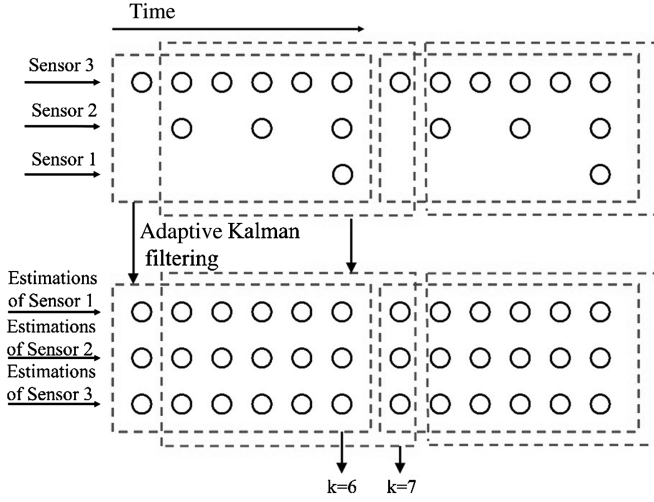 Time
Sensor 3
Sensor 2
Sensor 1
Adaptive Kalman
filtering
Estimations
of Sensor 1
Estimations
of Sensor 2
Estimations
of Sensor 3
k=6
k=7